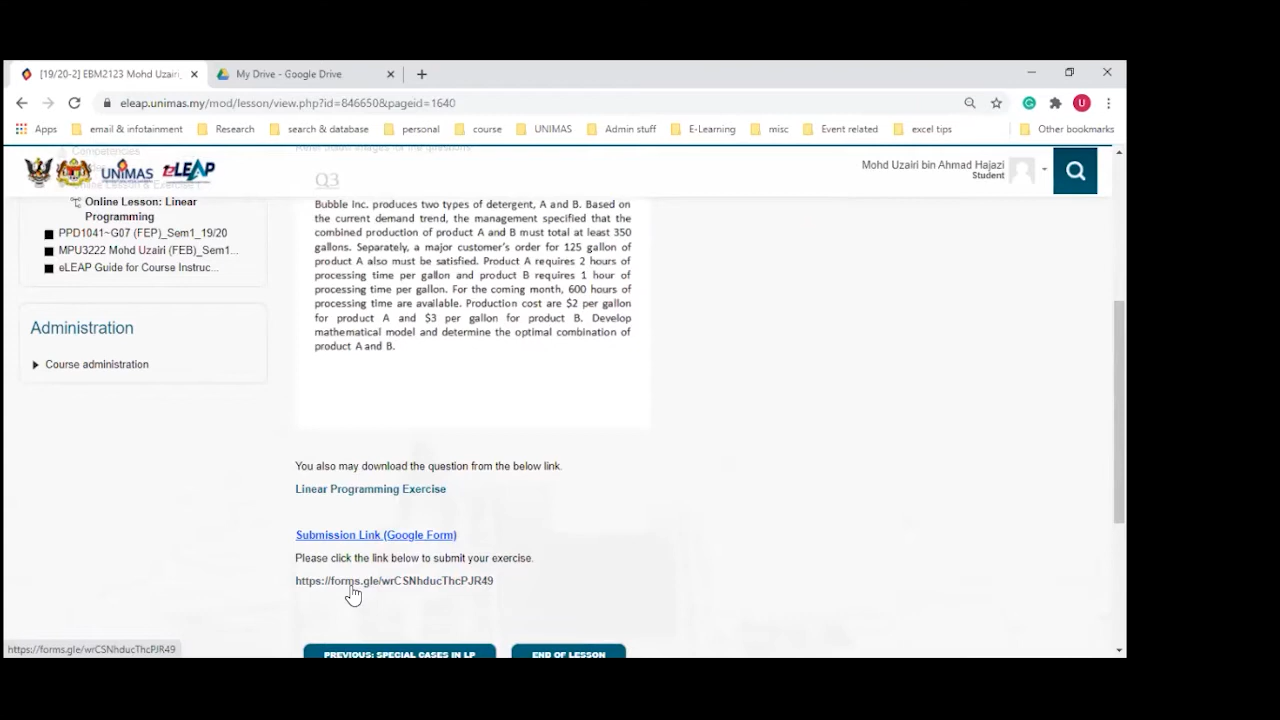 [19/20-2] EBM2123 Mohd Uzairi
My Drive - Google Drive
eleap.unimas.my/mod/lesson/view.php?id=846650&pageid=1640
Apps
email & infotainment
Research
search & database
personal
course
UNIMAS
Admin stuff
E-Learning
misc
Event related
excel tips
Other bookmarks
Competencies
UNIMAS
eLEAP
Mohd Uzairi bin Ahmad Hajazi
Student
U
Online Lesson: Linear
Programming
PPD1041~G07 (FEP)_Sem1_19/20
MPU3222 Mohd Uzairi (FEB)_Sem1...
eLEAP Guide for Course Instruc...
Administration
Course administration
Q3
Bubble Inc. produces two types of detergent, A and B. Based on
the current demand trend, the management specified that the
combined production of product A and B must total at least 350
gallons. Separately, a major customer's order for 125 gallon of
product A also must be satisfied. Product A requires 2 hours of
processing time per gallon and product B requires 1 hour of
processing time per gallon. For the coming month, 600 hours of
processing time are available. Production cost are $2 per gallon
for product A and $3 per gallon for product B. Develop
mathematical model and determine the optimal combination of
product A and B.
You also may download the question from the below link.
Linear Programming Exercise
Submission Link (Google Form)
Please click the link below to submit your exercise.
https://forms.gle/wrCSNhducThcPJR49
https://forms.gle/wrCSNhducThcPJR49
PREVIOUS: SPECIAL CASES IN LP
END OF LESSON